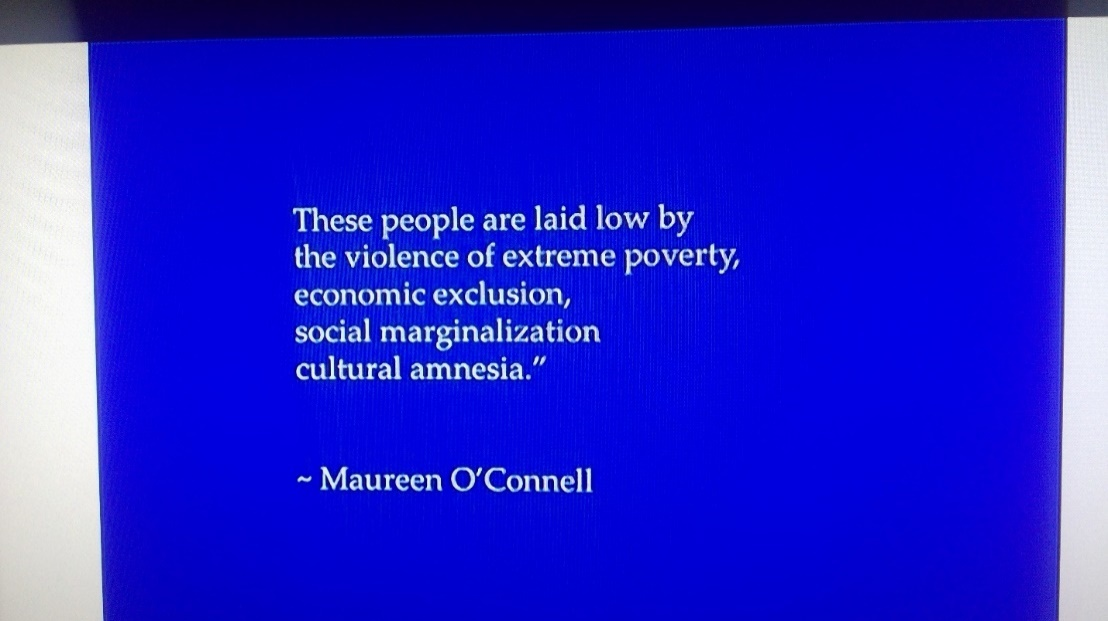 These people are laid low by
the violence of extreme poverty,
economic exclusion,
social marginalization
cultural amnesia.”
~ Maureen O’Connell